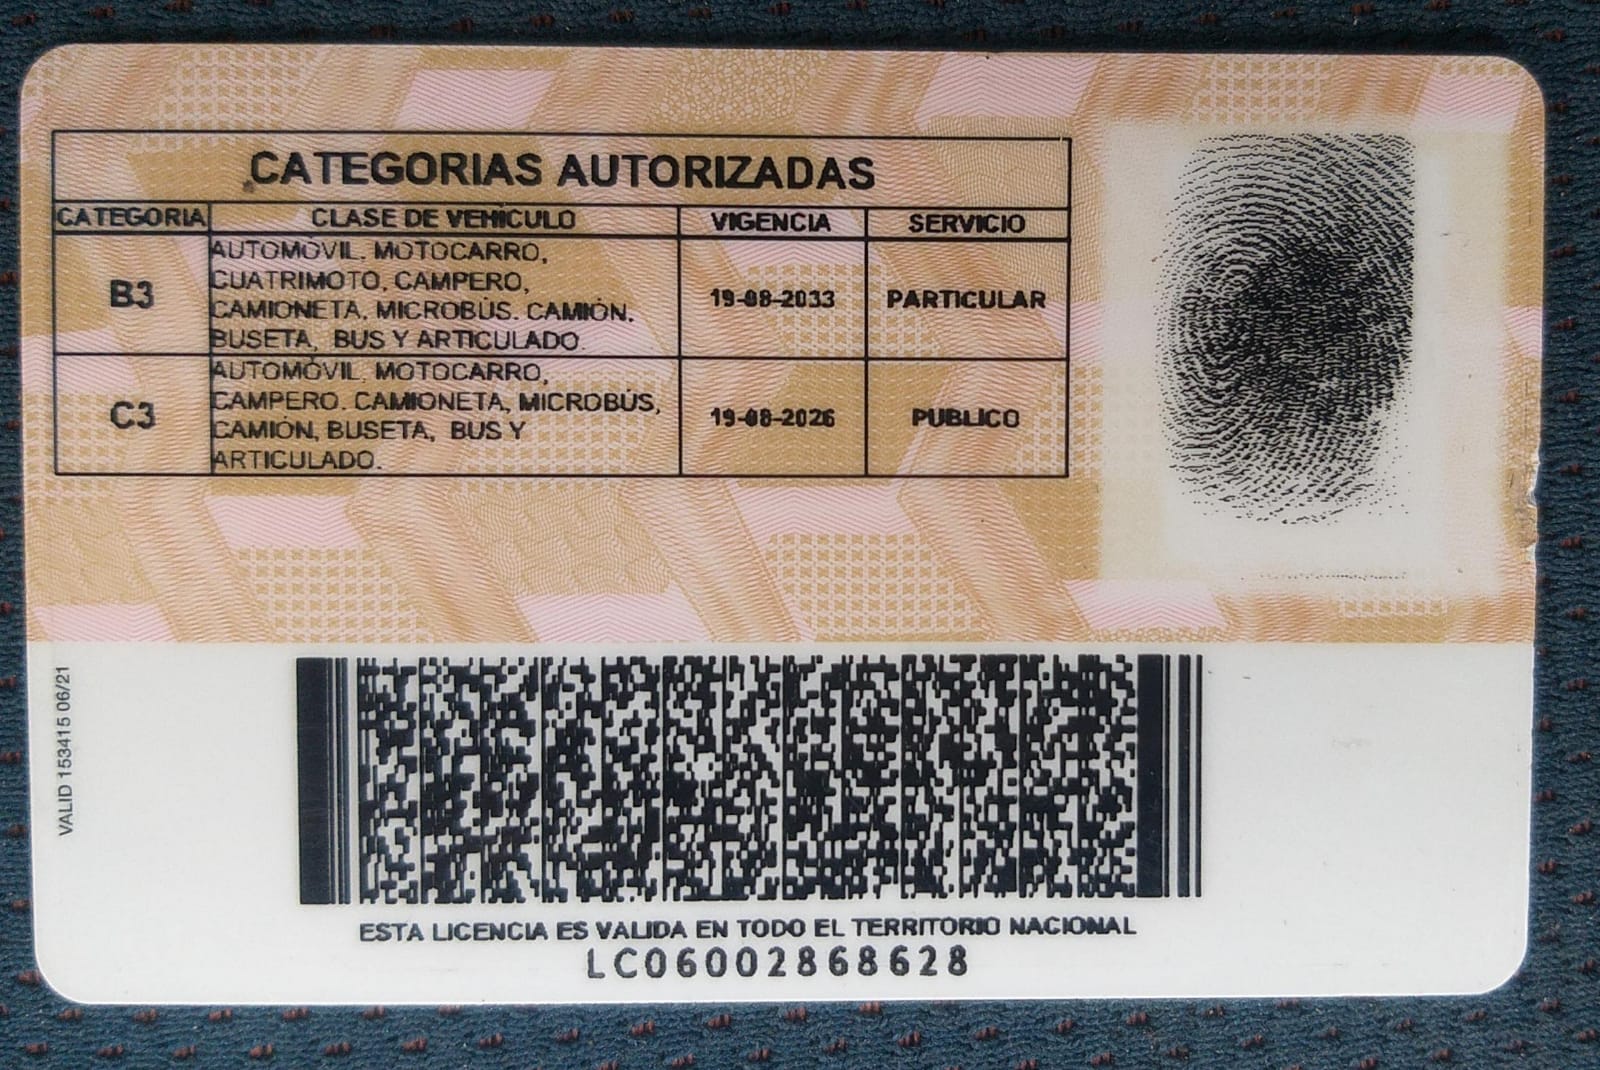 CATEGORIAS AUTORIZADAS
CATEGORIA CLASE DE VEHÍCULO VIGENCIA SERVICIO
AUTOMÓVIL. MOTOCARRO,
CUATRIMOTO, CAMPERO,
B3 CAMIONETA, MICROBÚS. CAMIÓN. 19-08-2033 PARTICULAR
BUSETA, BUS Y ARTICULADO.
AUTOMÓVIL. MOTOCARRO,
CAMPERO. CAMIONETA, MICROBÚS,
C3 CAMIÓN, BUSETA, BUS Y 19-08-2026 PUBLICO
ARTICULADO.
VALID 153415 06/21
ESTA LICENCIA ES VALIDA EN TODO EL TERRITORIO NACIONAL
LC06002868628